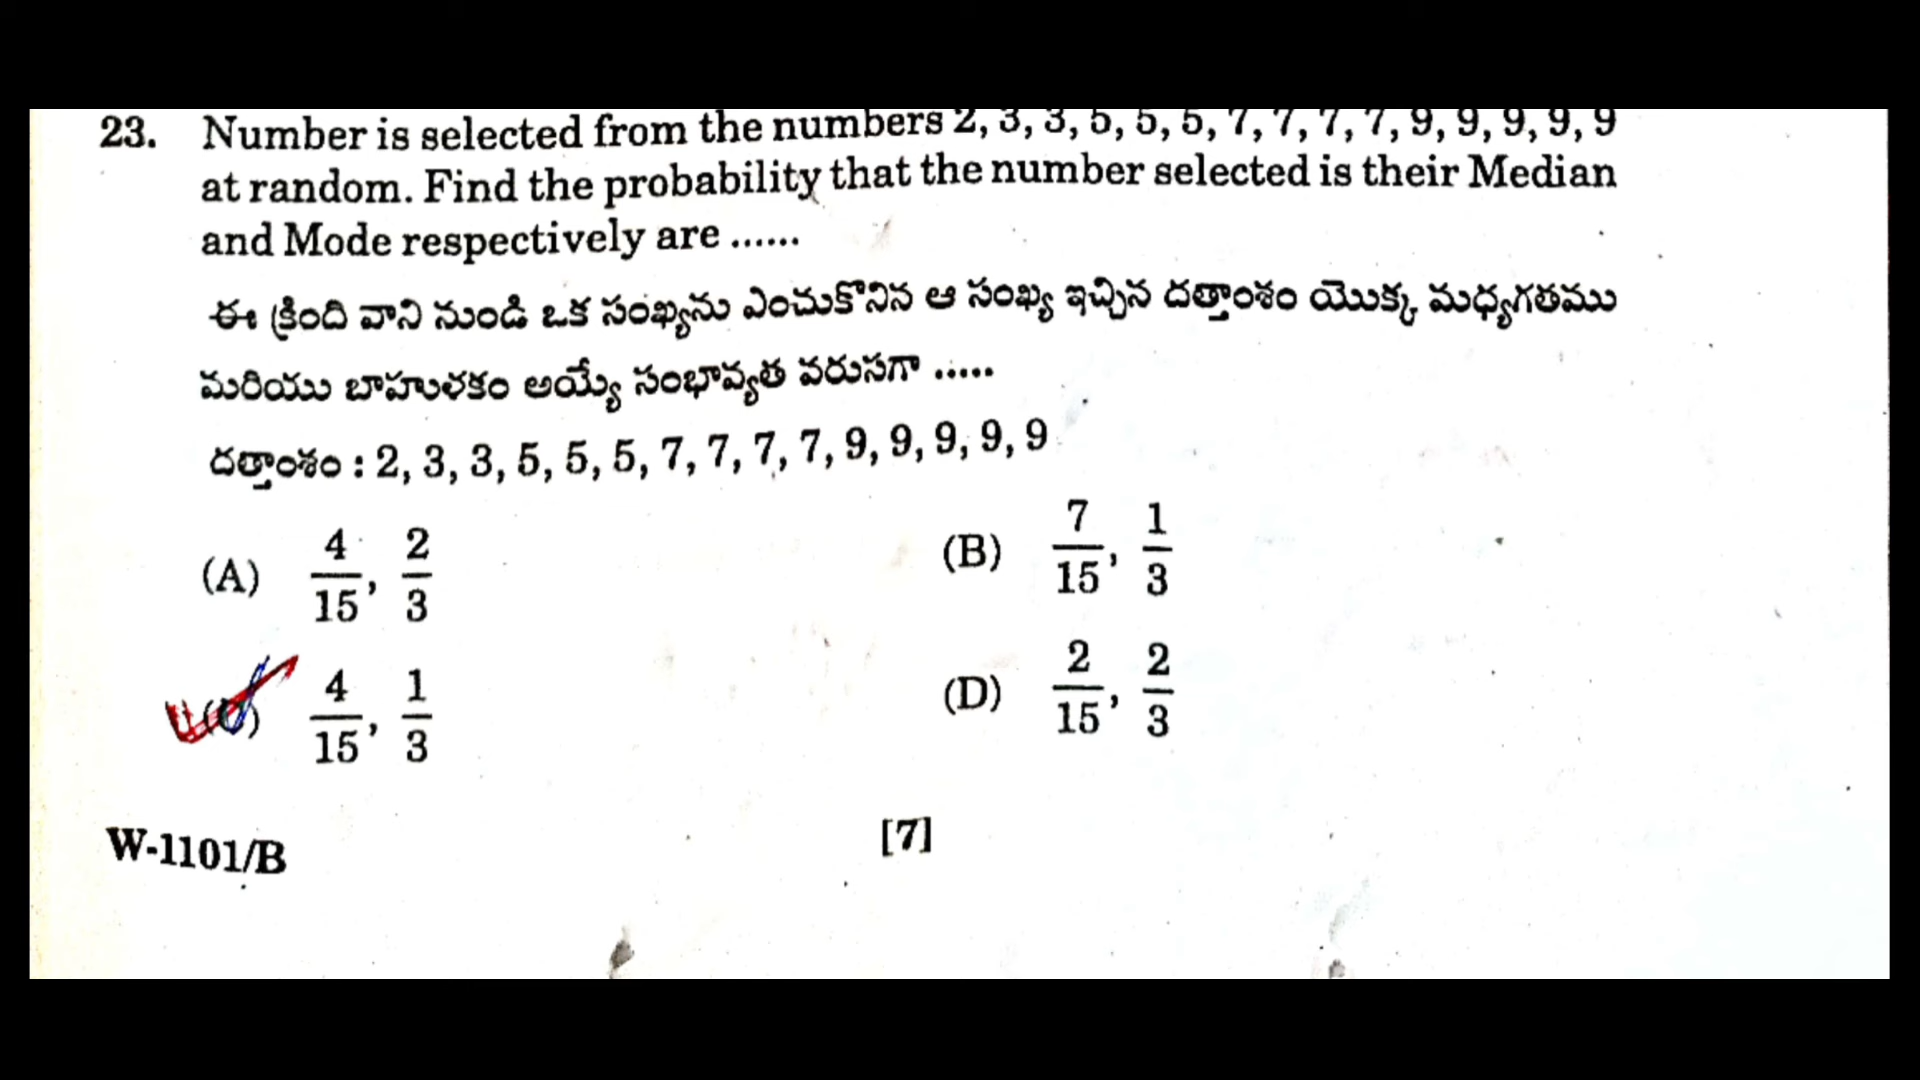 23. Number is selected from the numbers 2, 3, 3, 5, 5, 5, 7, 7, 7, 7, 9, 9, 9, 9, 9
at random. Find the probability that the number selected is their Median
and Mode respectively are ......
ఈ క్రింది వాని నుండి ఒక సంఖ్యను ఎంచుకొనిన ఆ సంఖ్య ఇచ్చిన దత్తాంశం యొక్క మధ్యగతము
మరియు బాహుళకం అయ్యే సంభావ్యత వరుసగా .....
దత్తాంశం : 2, 3, 3, 5, 5, 5, 7, 7, 7, 7, 9, 9, 9, 9, 9
(A) 4/15, 2/3 (B) 7/15, 1/3
(C) 4/15, 1/3 (D) 2/15, 2/3
W-1101/B [7]